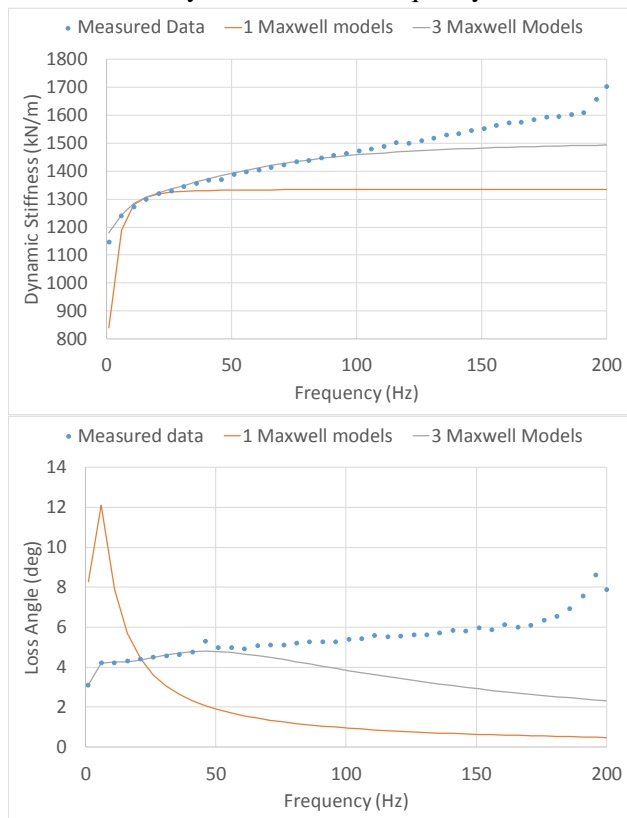 Measured Data 1 Maxwell models 3 Maxwell Models
1800
1700
1600
1500
1400
1300
1200
1100
1000
900
800
Dynamic Stiffness (kN/m)
0 50 100 150 200
Frequency (Hz)
Measured data 1 Maxwell models 3 Maxwell Models
14
12
10
8
6
4
2
0
Loss Angle (deg)
0 50 100 150 200
Frequency (Hz)